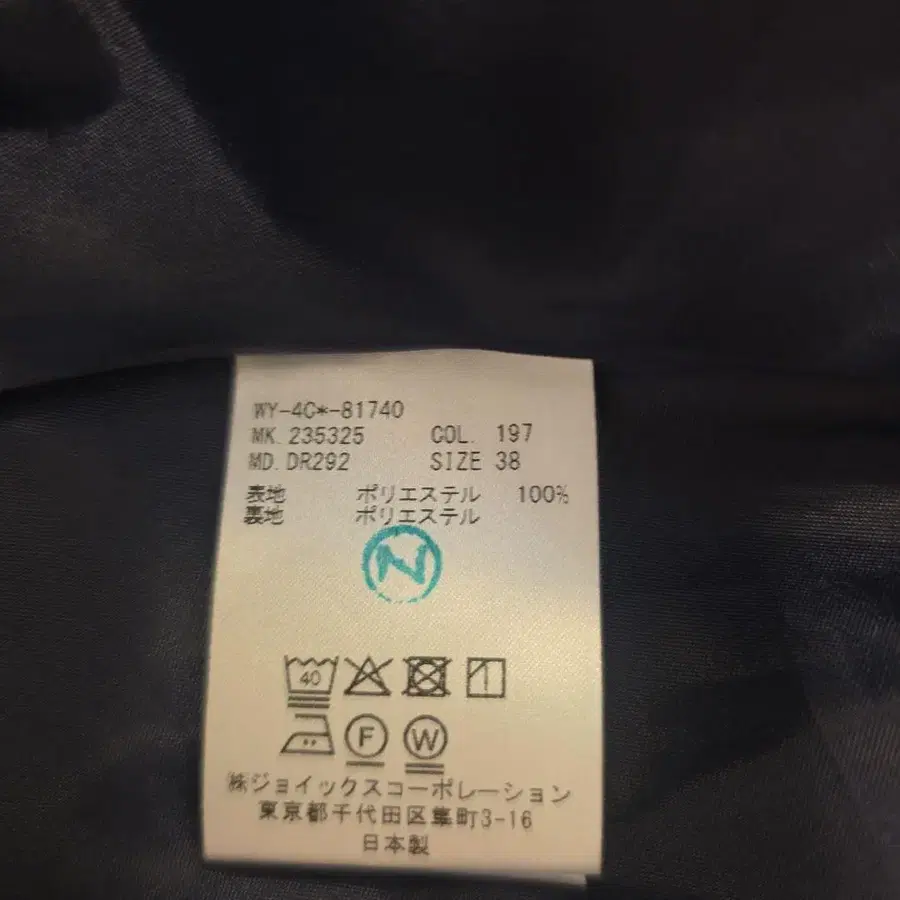 WY-4C*-81740
MK. 235325 COL. 197
MD. DR292 SIZE 38
表地 ポリエステル 100%
裏地 ポリエステル
N
40
F W
㈱ジョイックスコーポレーション
東京都千代田区隼町3-16
日本製